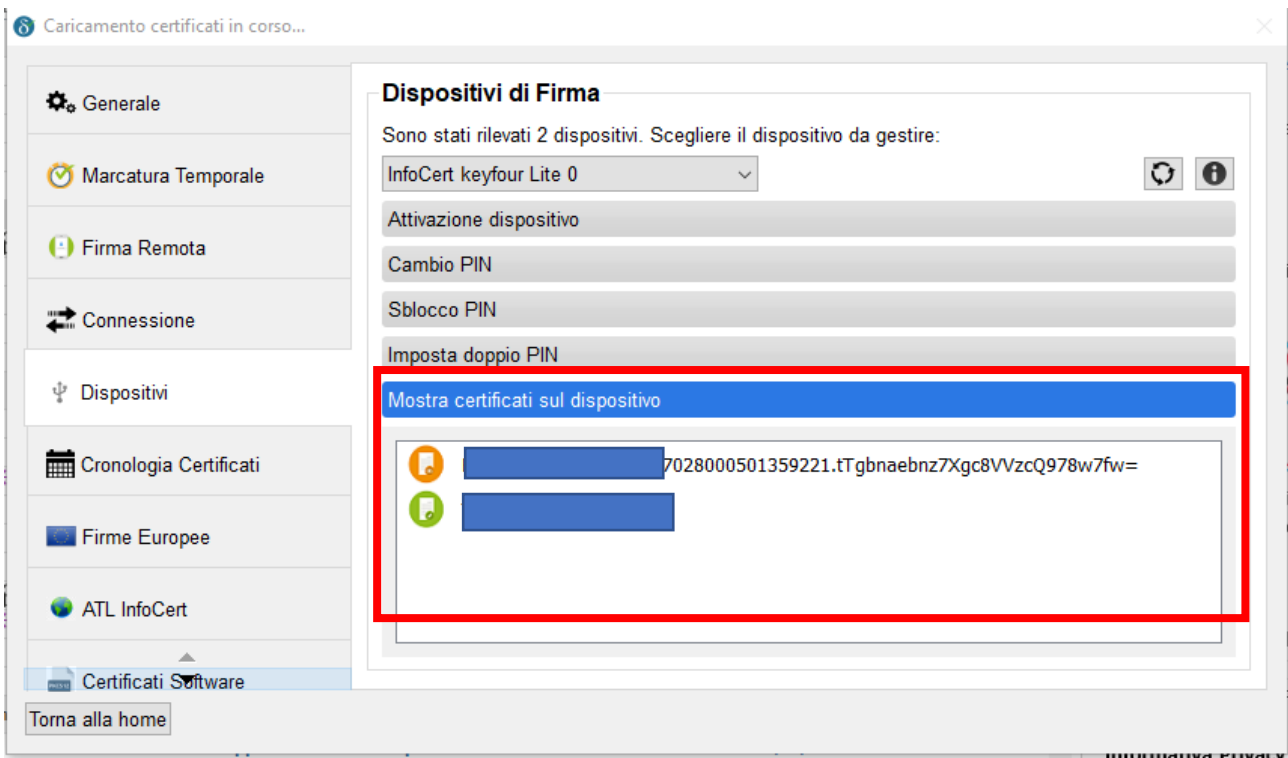 Caricamento certificati in corso...
Generale
Marcatura Temporale
Firma Remota
Connessione
Dispositivi
Cronologia Certificati
Firme Europee
ATL InfoCert
Certificati Software
Torna alla home
Dispositivi di Firma
Sono stati rilevati 2 dispositivi. Scegliere il dispositivo da gestire:
InfoCert keyfour Lite 0
Attivazione dispositivo
Cambio PIN
Sblocco PIN
Imposta doppio PIN
Mostra certificati sul dispositivo
7028000501359221.tTgbnaebnz7Xgc8VVzcQ978w7fw=
Informativa Privacy